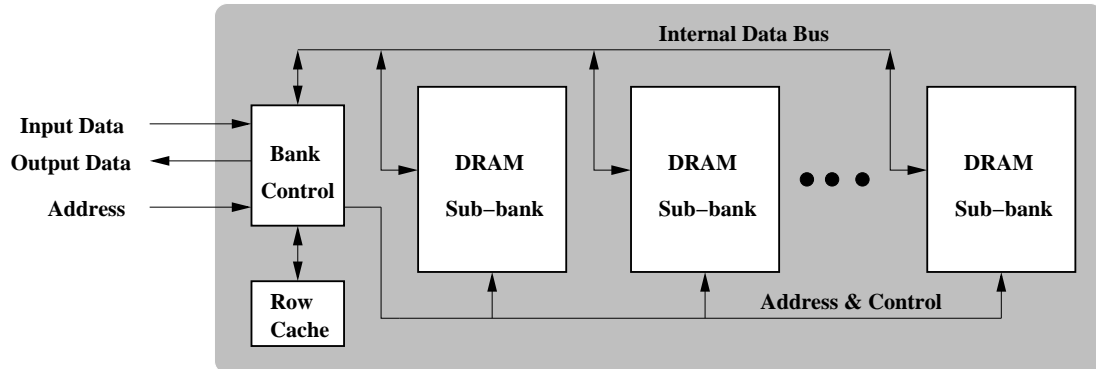 Internal Data Bus
Input Data
Output Data
Address
Bank
Control
Row
Cache
DRAM
Sub−bank
DRAM
Sub−bank
DRAM
Sub−bank
Address & Control